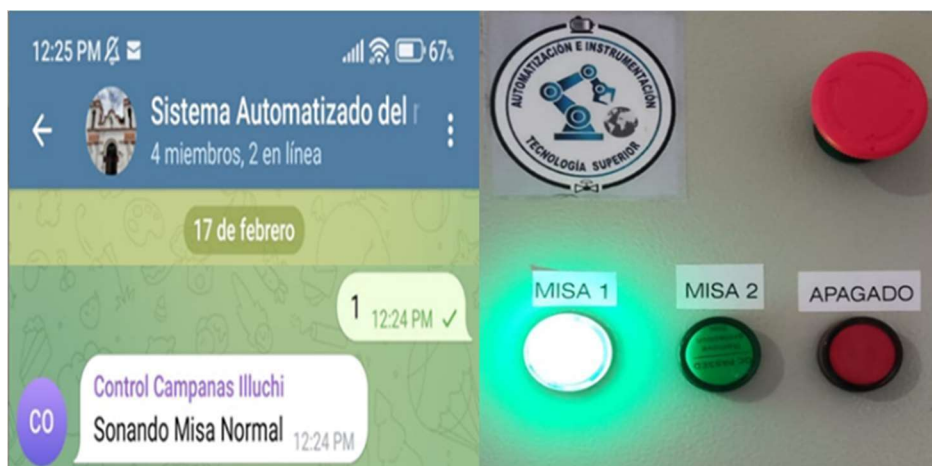 12:25 PM 67%
Sistema Automatizado del
4 miembros, 2 en línea
17 de febrero
1 12:24 PM
CO
Control Campanas Illuchi
Sonando Misa Normal 12:24 PM
AUTOMATIZACIÓN E INSTRUMENTACIÓN
TECNOLOGÍA SUPERIOR
MISA 1
MISA 2
APAGADO